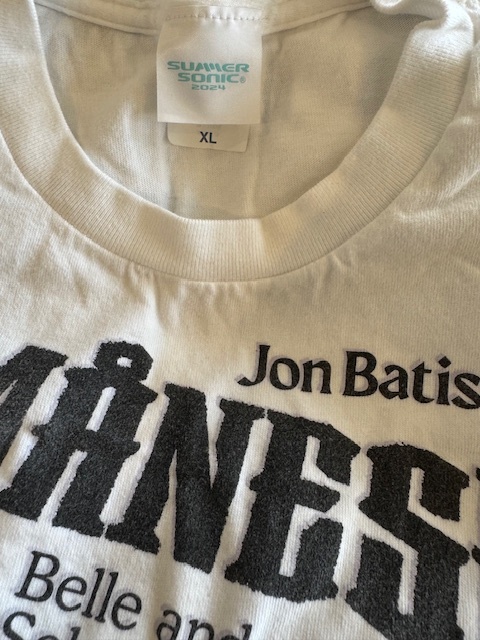 SUMMER
SONIC®
2024
XL
Jon Batis
MÅNES
Belle and